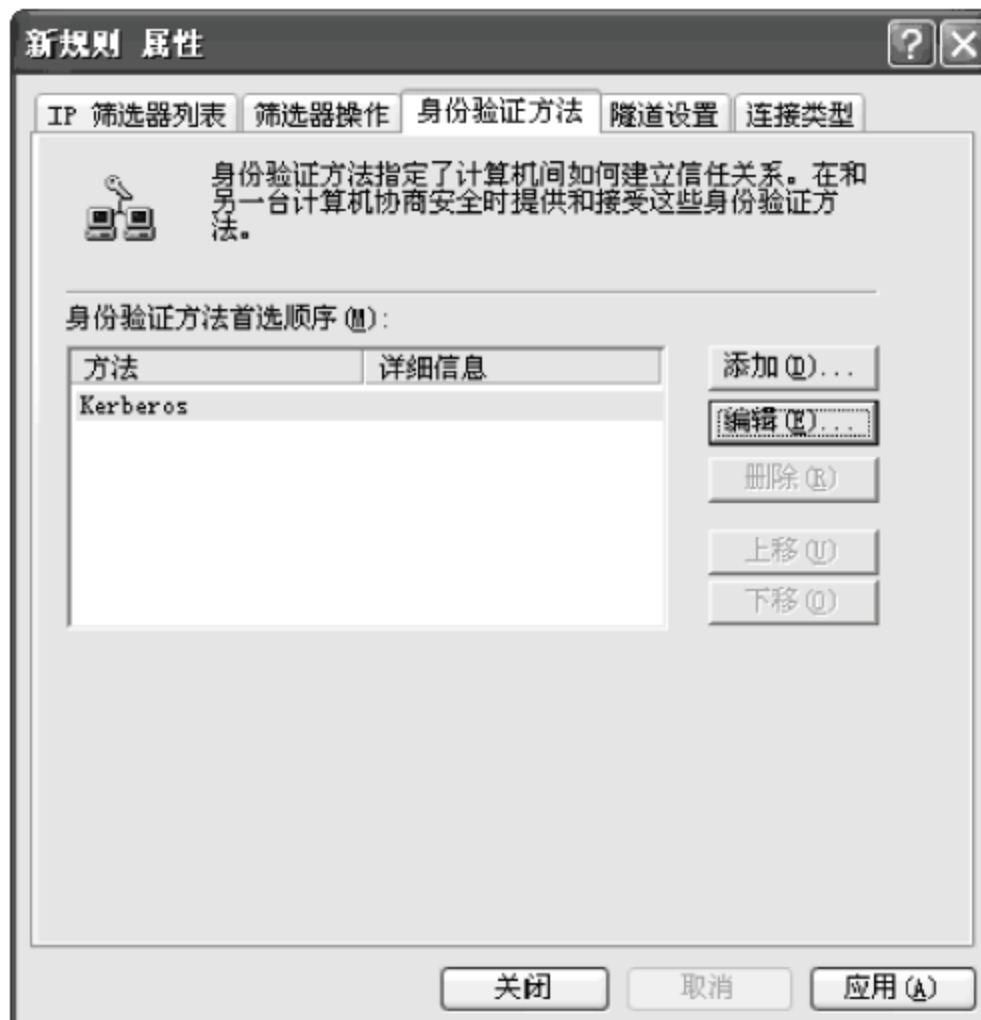 新规则 属性
IP 筛选器列表 筛选器操作 身份验证方法 隧道设置 连接类型
身份验证方法指定了计算机间如何建立信任关系。在和
另一台计算机协商安全时提供和接受这些身份验证方
法。
身份验证方法首选顺序(M):
方法 详细信息
Kerberos
添加(D)...
编辑(E)...
删除(R)
上移(U)
下移(O)
关闭 取消 应用(A)